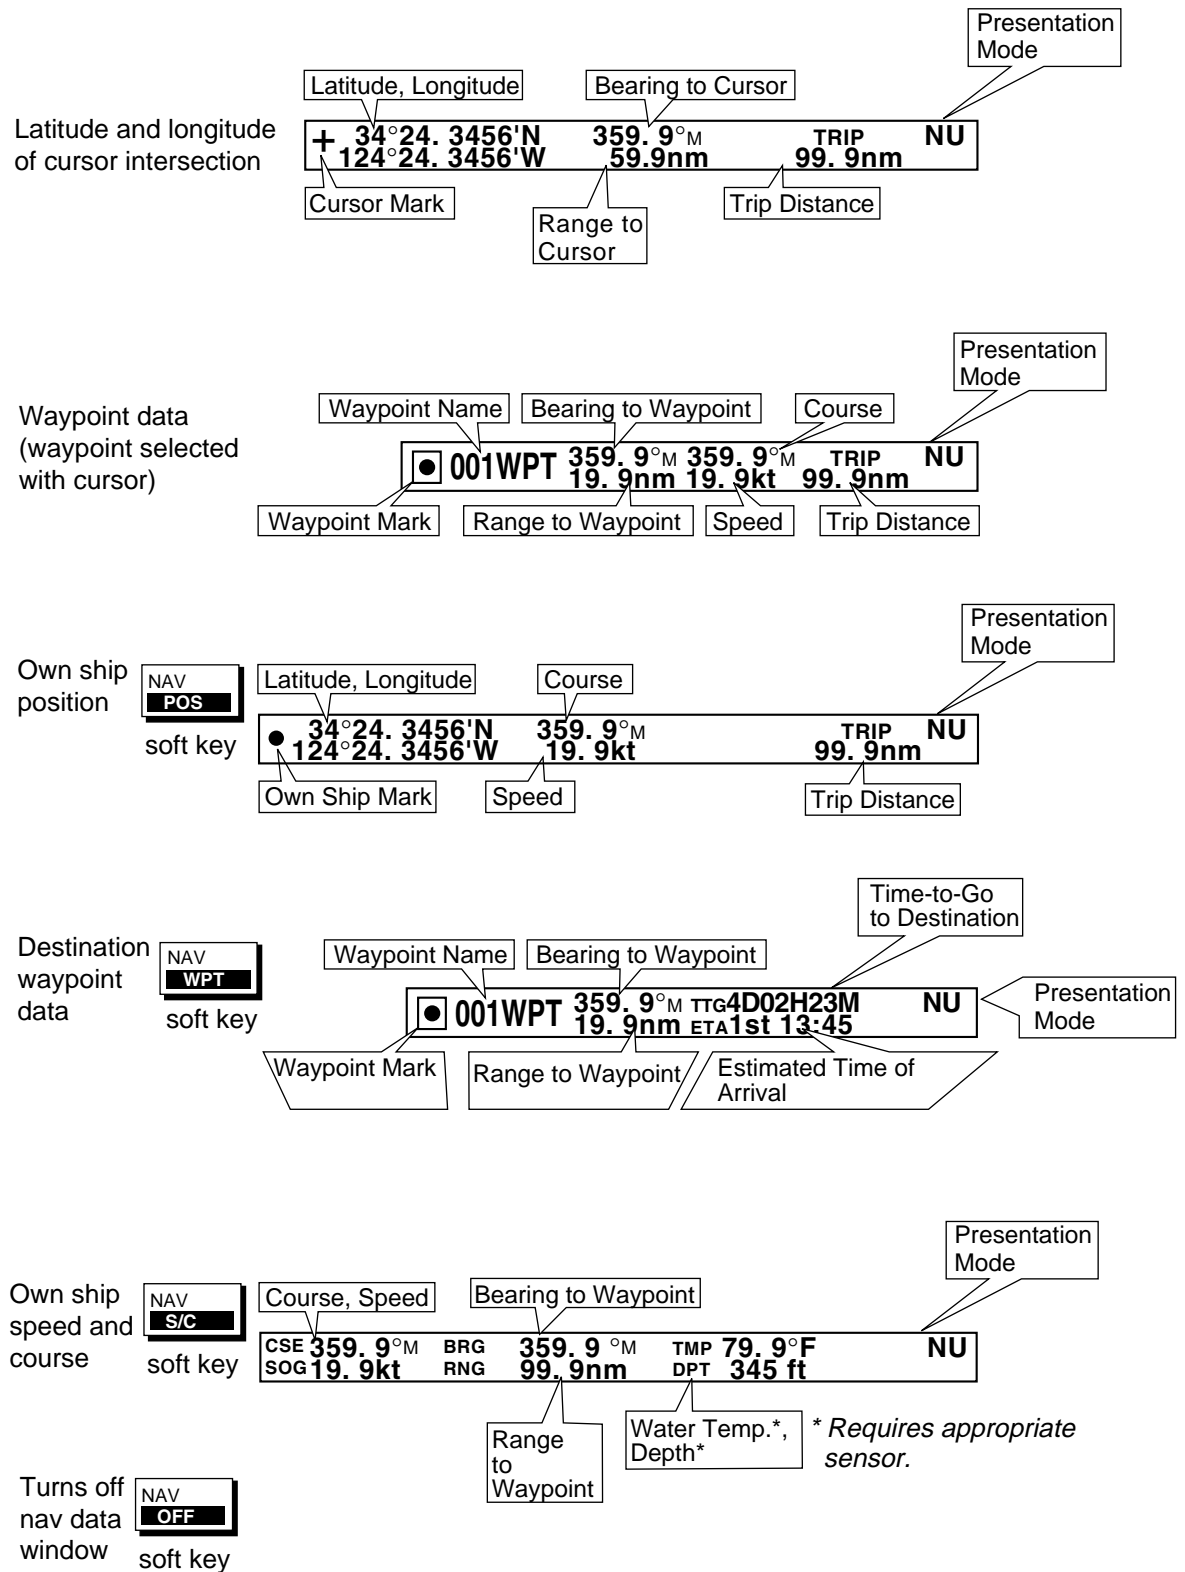 Presentation
Mode
Latitude, Longitude
Bearing to Cursor
Latitude and longitude
of cursor intersection
+ 34°24. 3456'N 359. 9°M TRIP NU
124°24. 3456'W 59.9nm 99. 9nm
Cursor Mark
Range to
Cursor
Trip Distance
Presentation
Mode
Waypoint data
(waypoint selected
with cursor)
Waypoint Name
Bearing to Waypoint
Course
001WPT 359. 9°M 359. 9°M TRIP NU
19. 9nm 19. 9kt 99. 9nm
Waypoint Mark
Range to Waypoint
Speed
Trip Distance
Presentation
Mode
Own ship
position
NAV
POS
soft key
Latitude, Longitude
Course
34°24. 3456'N 359. 9°M TRIP NU
124°24. 3456'W 19. 9kt 99. 9nm
Own Ship Mark
Speed
Trip Distance
Time-to-Go
to Destination
Destination
waypoint
data
NAV
WPT
soft key
Waypoint Name
Bearing to Waypoint
001WPT 359. 9°M TTG4D02H23M NU
19. 9nm ETA1st 13:45
Presentation
Mode
Waypoint Mark
Range to Waypoint
Estimated Time of
Arrival
Presentation
Mode
Own ship
speed and
course
NAV
S/C
soft key
Course, Speed
Bearing to Waypoint
CSE 359. 9°M BRG 359. 9 °M TMP 79. 9°F NU
SOG 19. 9kt RNG 99. 9nm DPT 345 ft
Range
to
Waypoint
Water Temp.*,
Depth*
* Requires appropriate
sensor.
Turns off
nav data
window
NAV
OFF
soft key